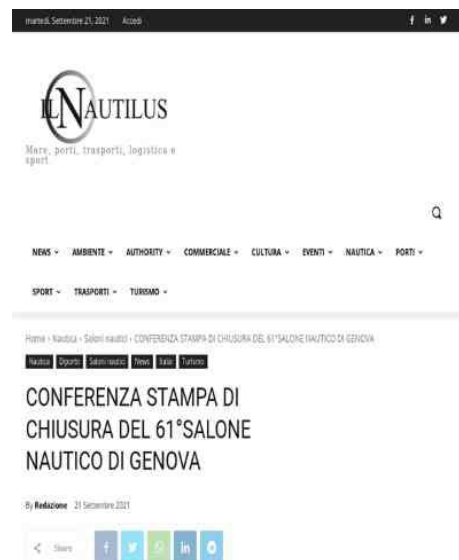 martedì, Settembre 21, 2021 Accedi
IL NAUTILUS
Mare, porti, trasporti, logistica e
sport
NEWS AMBIENTE AUTHORITY COMMERCIALE CULTURA EVENTI NAUTICA PORTI
SPORT TRASPORTI TURISMO
Home › Nautica › Saloni nautici › CONFERENZA STAMPA DI CHIUSURA DEL 61°SALONE NAUTICO DI GENOVA
Nautica Diporto Saloni nautici News Italia Turismo
CONFERENZA STAMPA DI
CHIUSURA DEL 61°SALONE
NAUTICO DI GENOVA
By Redazione 21 Settembre 2021
Share